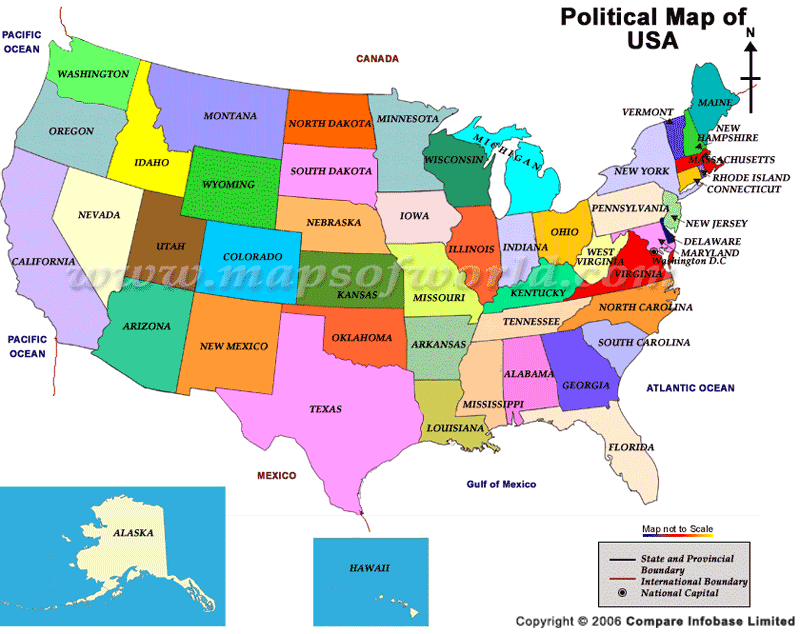 Political Map of
USA
N
PACIFIC
OCEAN
CANADA
WASHINGTON
MONTANA
NORTH DAKOTA
MINNESOTA
MICHIGAN
MAINE
VERMONT
NEW
HAMPSHIRE
OREGON
IDAHO
WYOMING
SOUTH DAKOTA
WISCONSIN
NEW YORK
MASSACHUSETTS
RHODE ISLAND
CONNECTICUT
NEVADA
UTAH
COLORADO
NEBRASKA
IOWA
ILLINOIS
INDIANA
OHIO
PENNSYLVANIA
NEW JERSEY
DELAWARE
MARYLAND
Washington D.C
CALIFORNIA
WEST
VIRGINIA
VIRGINIA
www.mapsofworld.com
KANSAS
MISSOURI
KENTUCKY
NORTH CAROLINA
PACIFIC
OCEAN
ARIZONA
NEW MEXICO
OKLAHOMA
ARKANSAS
TENNESSEE
SOUTH CAROLINA
TEXAS
LOUISIANA
MISSISSIPPI
ALABAMA
GEORGIA
ATLANTIC OCEAN
FLORIDA
MEXICO
Gulf of Mexico
ALASKA
HAWAII
Map not to Scale
State and Provincial
Boundary
International Boundary
National Capital
Copyright © 2006 Compare Infobase Limited